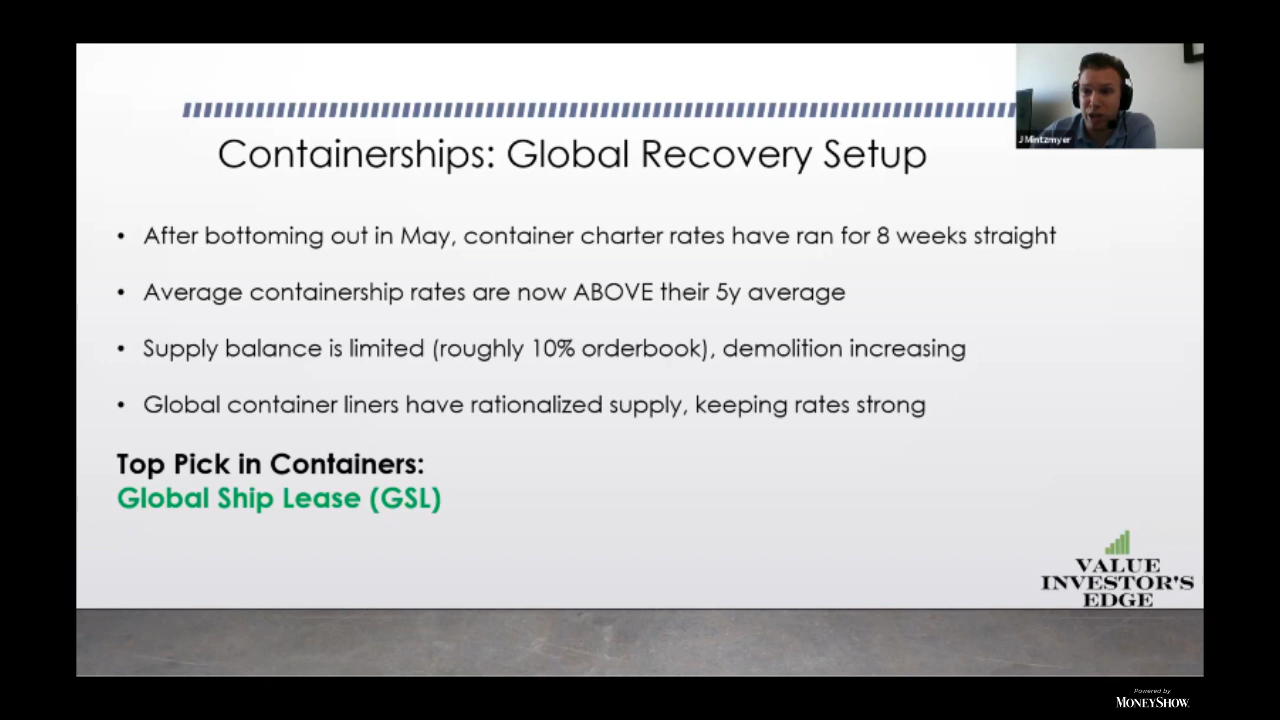 J Mintzmyer
Containerships: Global Recovery Setup
• After bottoming out in May, container charter rates have ran for 8 weeks straight
• Average containership rates are now ABOVE their 5y average
• Supply balance is limited (roughly 10% orderbook), demolition increasing
• Global container liners have rationalized supply, keeping rates strong
Top Pick in Containers:
Global Ship Lease (GSL)
VALUE
INVESTOR'S
EDGE
Powered by
MONEYSHOW